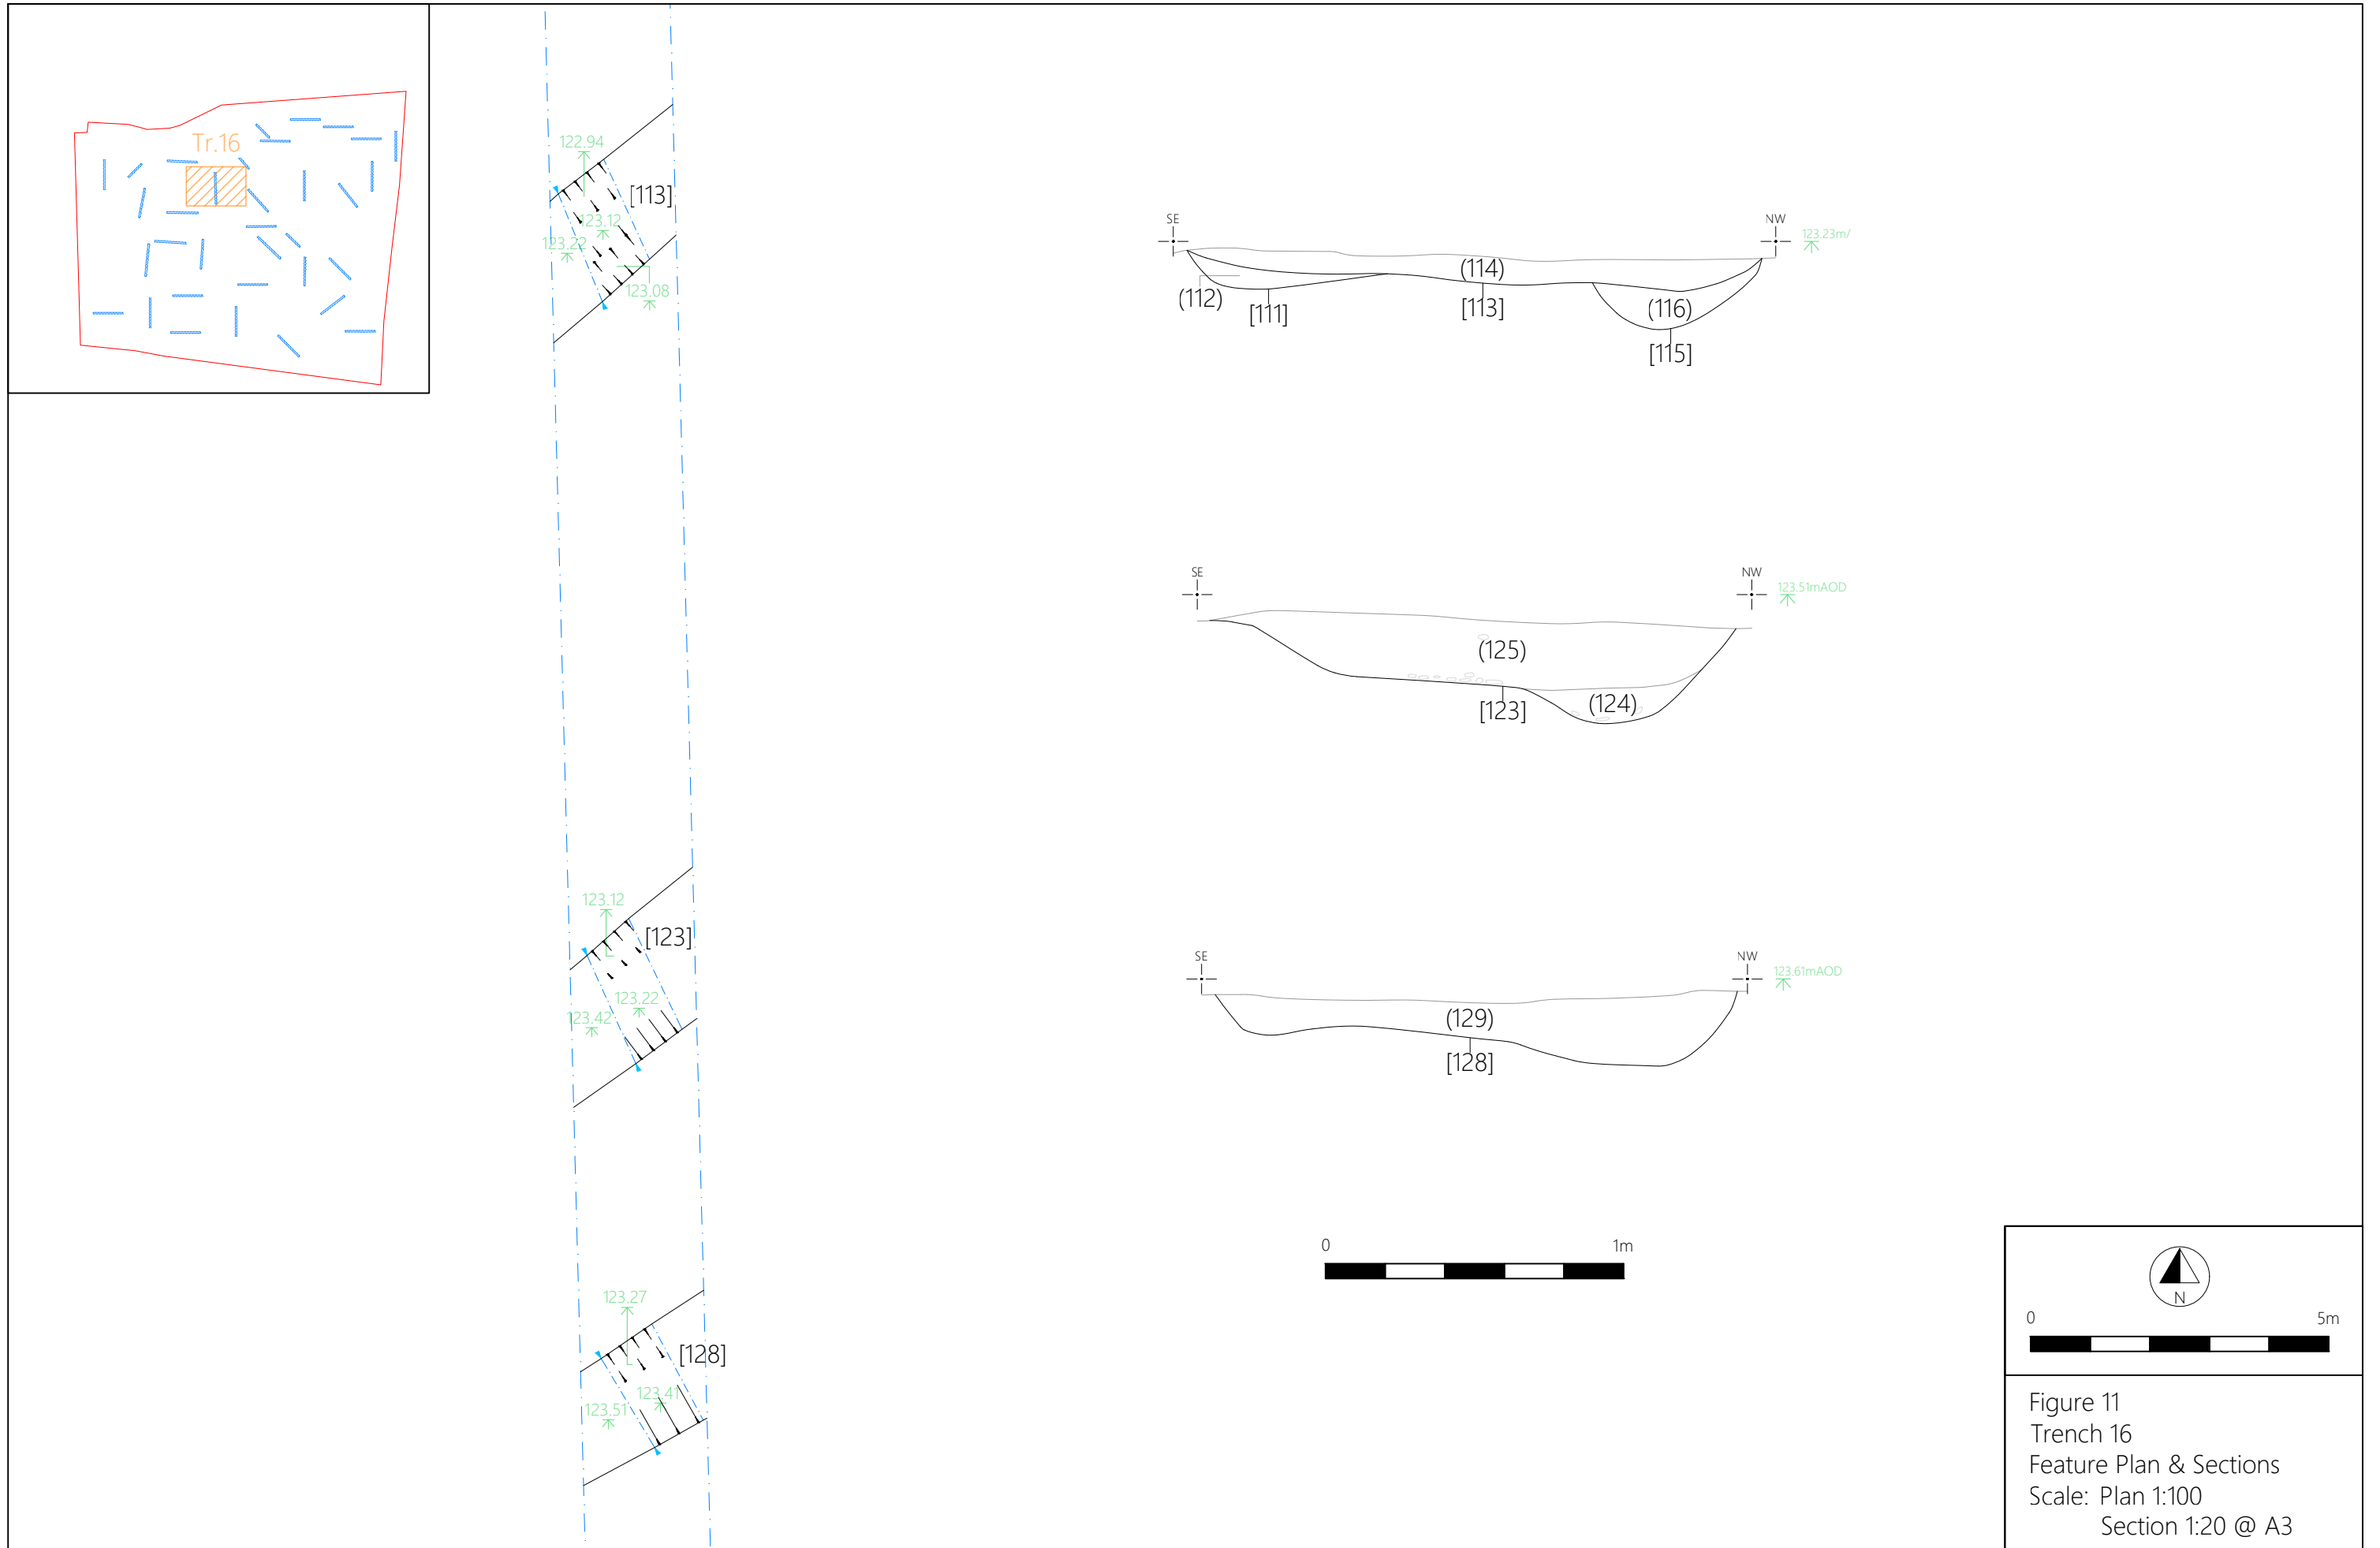 Tr.16
122.94
[113]
123.12
123.22
123.08
123.12
[123]
123.22
123.42
123.27
[128]
123.41
123.51
SE
NW
123.23m/
(114)
(112)
[111]
[113]
(116)
[115]
SE
NW
123.51mAOD
(125)
[123]
(124)
SE
NW
123.61mAOD
(129)
[128]
0
1m
N
0
5m
Figure 11
Trench 16
Feature Plan & Sections
Scale: Plan 1:100
Section 1:20 @ A3